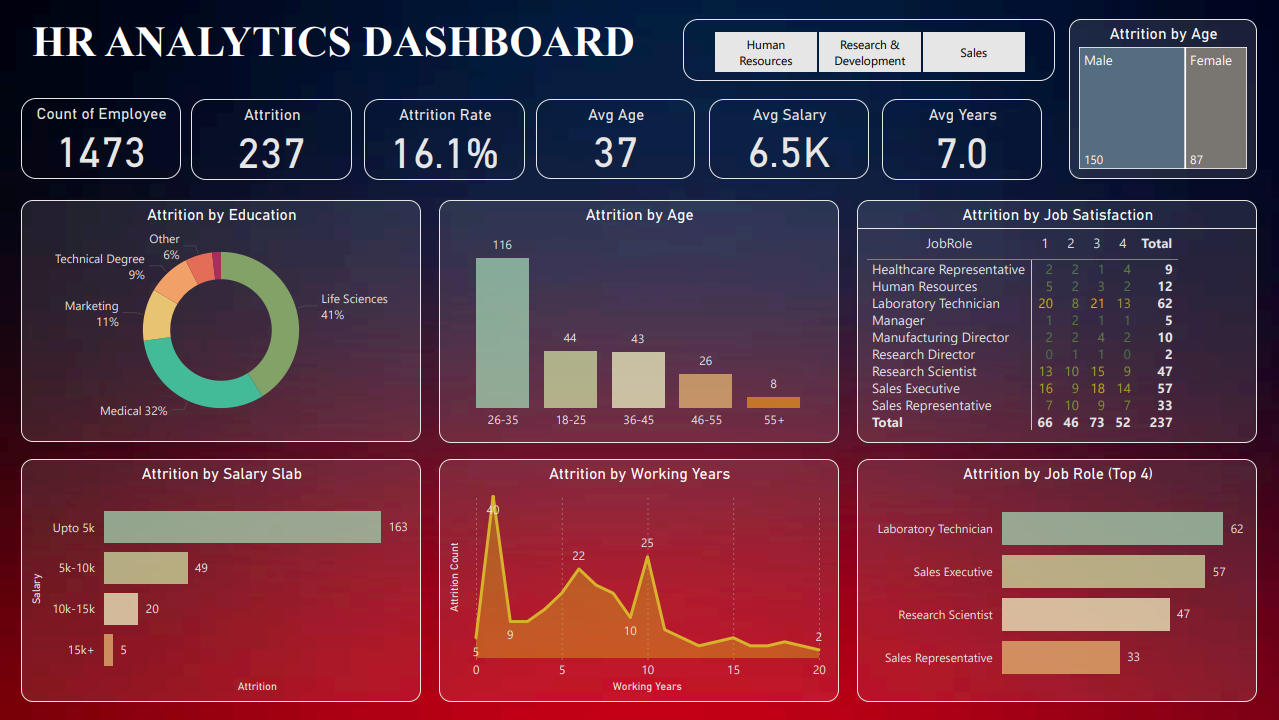 HR ANALYTICS DASHBOARD
Human
Resources
Research &
Development
Sales
Attrition by Age
Male
Female
150
87
Count of Employee
1473
Attrition
237
Attrition Rate
16.1%
Avg Age
37
Avg Salary
6.5K
Avg Years
7.0
Attrition by Education
Other
6%
Technical Degree
9%
Marketing
11%
Life Sciences
41%
Medical 32%
Attrition by Age
116
44
43
26
8
26-35 18-25 36-45 46-55 55+
Attrition by Job Satisfaction
JobRole 1 2 3 4 Total
Healthcare Representative 2 2 1 4 9
Human Resources 5 2 3 2 12
Laboratory Technician 20 8 21 13 62
Manager 1 2 1 1 5
Manufacturing Director 2 2 4 2 10
Research Director 0 1 1 0 2
Research Scientist 13 10 15 9 47
Sales Executive 16 9 18 14 57
Sales Representative 7 10 9 7 33
Total 66 46 73 52 237
Attrition by Salary Slab
Salary
Upto 5k 163
5k-10k 49
10k-15k 20
15k+ 5
Attrition
Attrition by Working Years
Attrition Count
40
25
22
9
10
2
5
0 5 10 15 20
Working Years
Attrition by Job Role (Top 4)
Laboratory Technician 62
Sales Executive 57
Research Scientist 47
Sales Representative 33